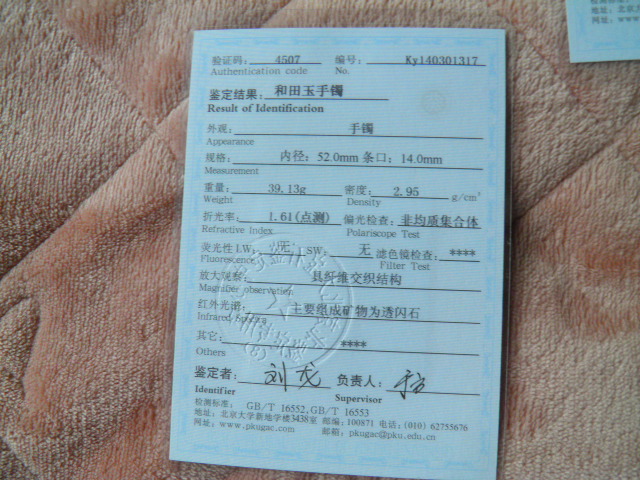 验证码: 4507 编号: Ky140301317
Authentication code No.
鉴定结果: 和田玉手镯
Result of Identification
外观: 手镯
Appearance
规格: 内径: 52.0mm 条口: 14.0mm
Measurement
重量: 39.13g 密度: 2.95 g/cm³
Weight Density
折光率: 1.61(点测) 偏光检查: 非均质集合体
Refractive Index Polariscope Test
荧光性LW: 无 SW: 无 滤色镜检查: ****
Fluorescence Filter Test
放大观察: 具纤维交织结构
Magnifier observation
红外光谱: 主要组成矿物为透闪石
Infrared
其它: ****
Others
鉴定者: 负责人:
Identifier Supervisor
检测标准: GB/T 16552,GB/T 16553
地址: 北京大学新地学楼3438室 邮编: 100871 电话: (010) 62755676
网址: www.pkugac.com 邮箱: pkugac@pku.edu.cn